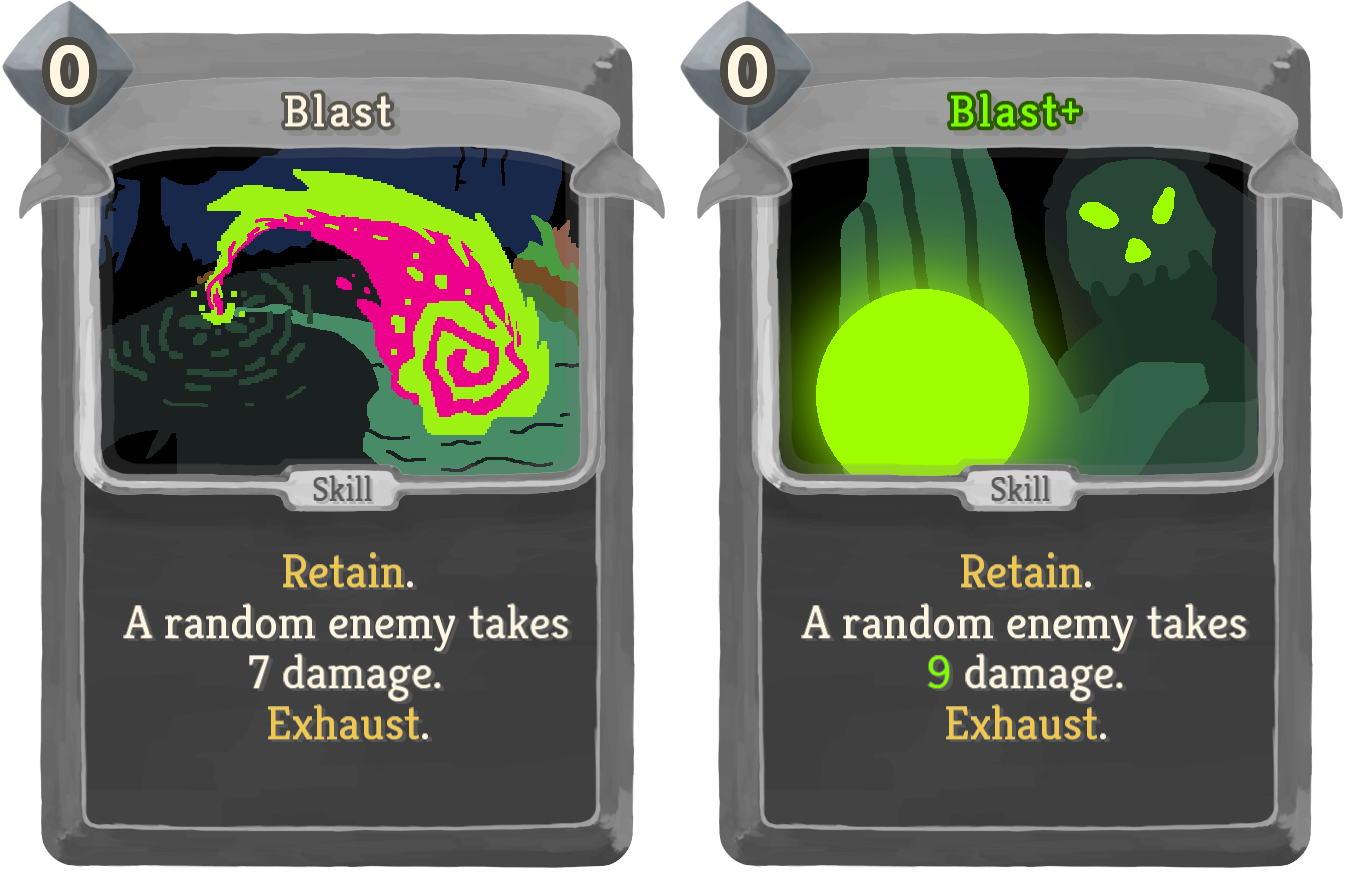 0
Blast
Skill
Retain.
A random enemy takes
7 damage.
Exhaust.
0
Blast+
Skill
Retain.
A random enemy takes
9 damage.
Exhaust.